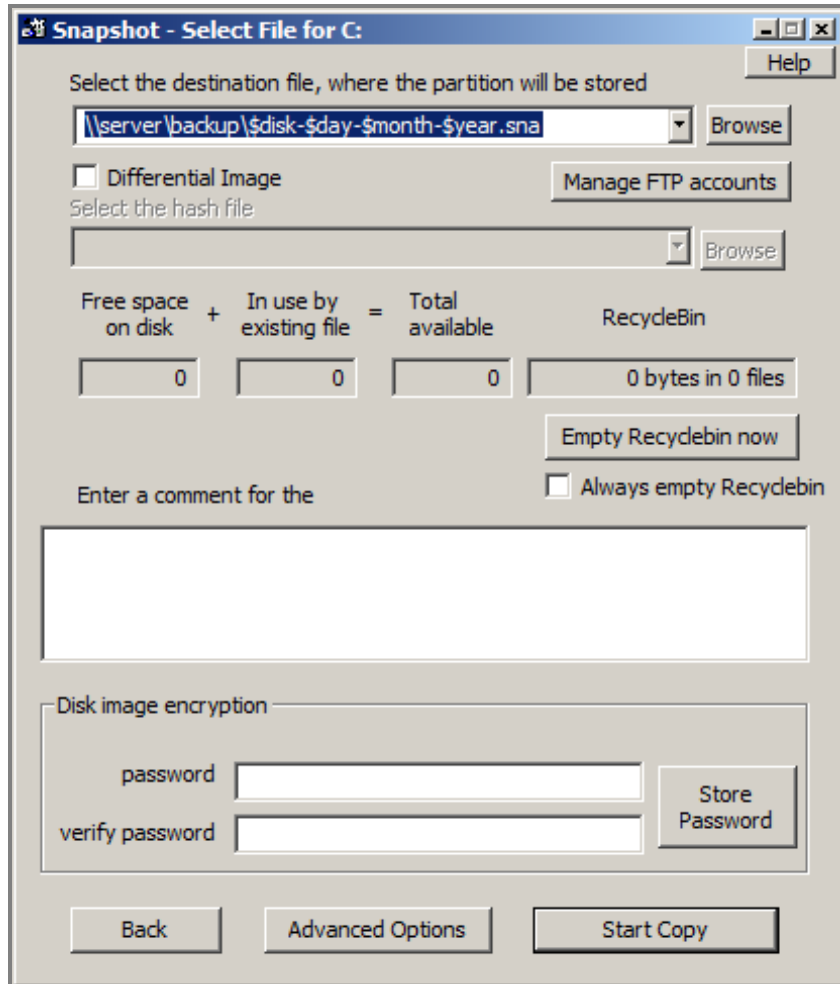 Snapshot - Select File for C:
Help
Select the destination file, where the partition will be stored
\\server\backup\$disk-$day-$month-$year.sna
Browse
Differential Image
Manage FTP accounts
Select the hash file
Browse
Free space on disk + In use by existing file = Total available
RecycleBin
0 0 0 0 bytes in 0 files
Empty Recyclebin now
Always empty Recyclebin
Enter a comment for the
Disk image encryption
password
verify password
Store Password
Back Advanced Options Start Copy